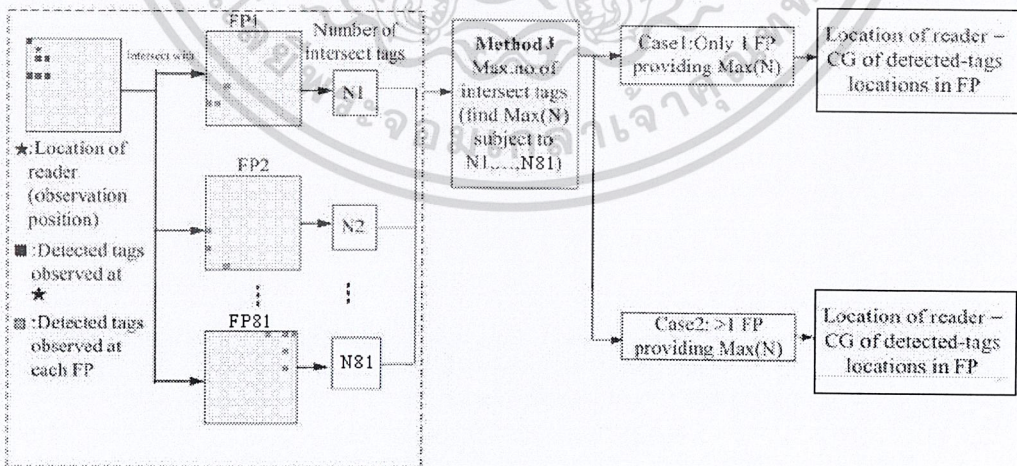 FP1
Number of
intersect tags
Intersect with
N1
★:Location of
reader
(observation
position)
■:Detected tags
observed at
★
:Detected tags
observed at
each FP
FP2
N2
FP81
N81
Method 3
Max.no of
intersect tags
(find Max(N)
subject to
N1,...,N81)
Case1:Only 1 FP
providing Max(N)
Location of reader –
CG of detected-tags
locations in FP
Case2: >1 FP
providing Max(N)
Location of reader –
CG of detected-tags
locations in FP